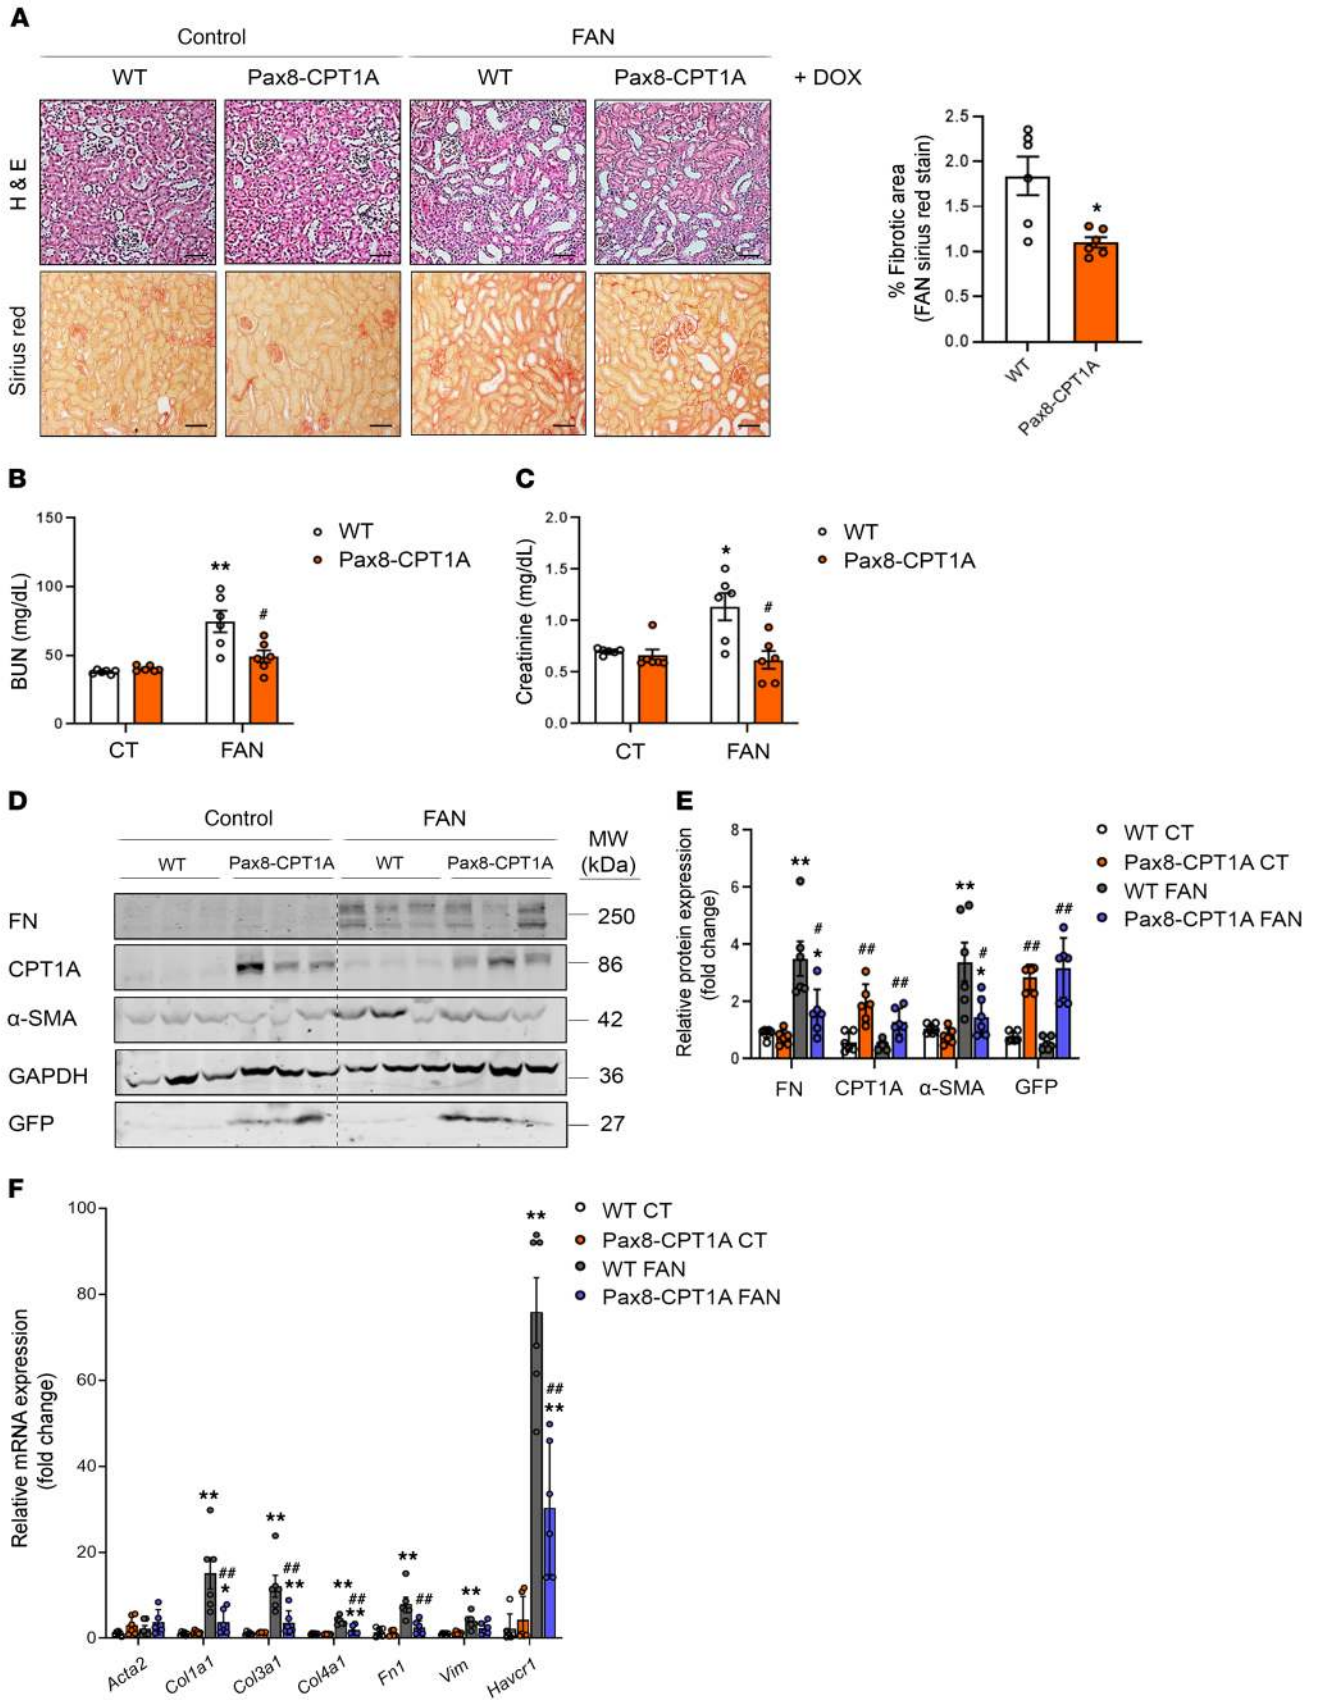 A
Control
FAN
WT
Pax8-CPT1A
WT
Pax8-CPT1A
+ DOX
H & E
Sirius red
% Fibrotic area
(FAN sirius red stain)
2.5
2.0
1.5
1.0
0.5
0.0
*
WT
Pax8-CPT1A
B
BUN (mg/dL)
150
100
50
0
**
#
CT
FAN
WT
Pax8-CPT1A
C
Creatinine (mg/dL)
2.0
1.5
1.0
0.5
0.0
*
#
CT
FAN
WT
Pax8-CPT1A
D
Control
FAN
MW
(kDa)
WT
Pax8-CPT1A
WT
Pax8-CPT1A
FN
250
CPT1A
86
α-SMA
42
GAPDH
36
GFP
27
E
Relative protein expression
(fold change)
8
6
4
2
0
**
#
*
##
##
**
#
*
##
##
FN
CPT1A
α-SMA
GFP
WT CT
Pax8-CPT1A CT
WT FAN
Pax8-CPT1A FAN
F
Relative mRNA expression
(fold change)
100
80
60
40
20
0
**
##
*
**
##
**
**
##
**
**
##
**
**
##
**
Acta2
Col1a1
Col3a1
Col4a1
Fn1
Vim
Havcr1
WT CT
Pax8-CPT1A CT
WT FAN
Pax8-CPT1A FAN